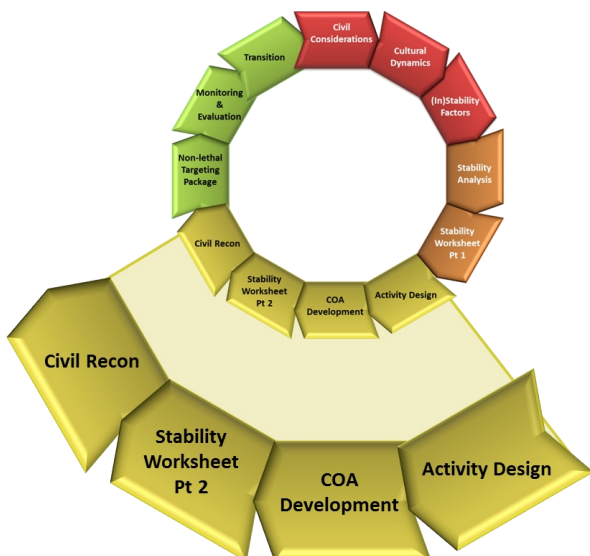 Civil
Considerations
Cultural
Dynamics
(In)Stability
Factors
Stability
Analysis
Stability
Worksheet
Pt 1
Activity Design
COA
Development
Stability
Worksheet
Pt 2
Civil Recon
Non-lethal
Targeting
Package
Monitoring
&
Evaluation
Transition
Civil Recon
Stability
Worksheet
Pt 2
COA
Development
Activity Design